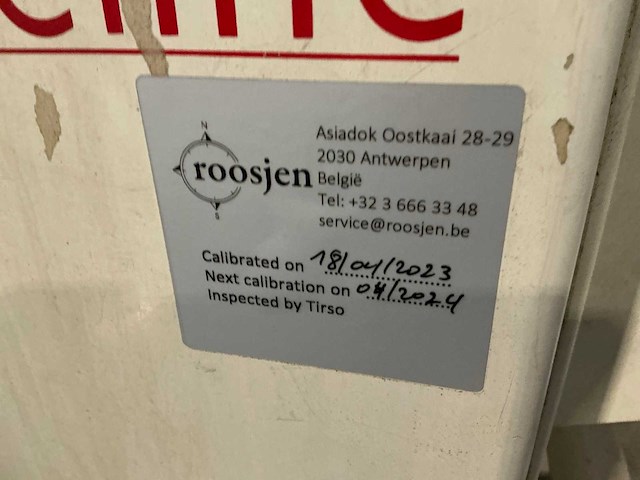 N
roosjen
S
Asiadok Oostkaai 28-29
2030 Antwerpen
België
Tel: +32 3 666 33 48
service@roosjen.be
Calibrated on 18/04/2023
Next calibration on 04/2024
Inspected by Tirso